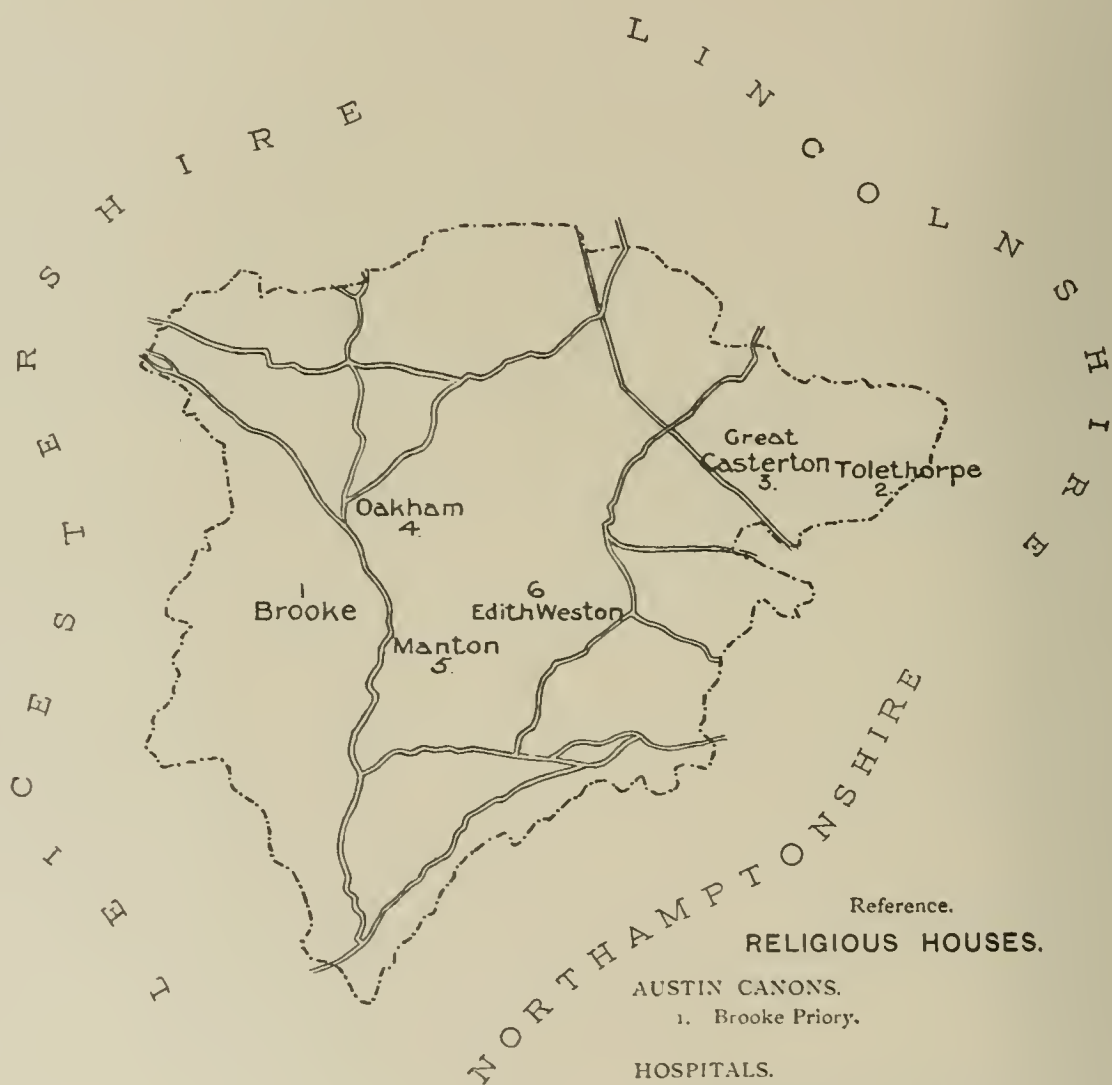 LEICESTERSHIRE
LINCOLNSHIRE
Great
Casterton
3.
Tolethorpe
2.
Oakham
4.
1
Brooke
6
Edith Weston
Manton
5.
NORTHAMPTONSHIRE
Reference.
RELIGIOUS HOUSES.
AUSTIN CANONS.
1. Brooke Priory.
HOSPITALS.